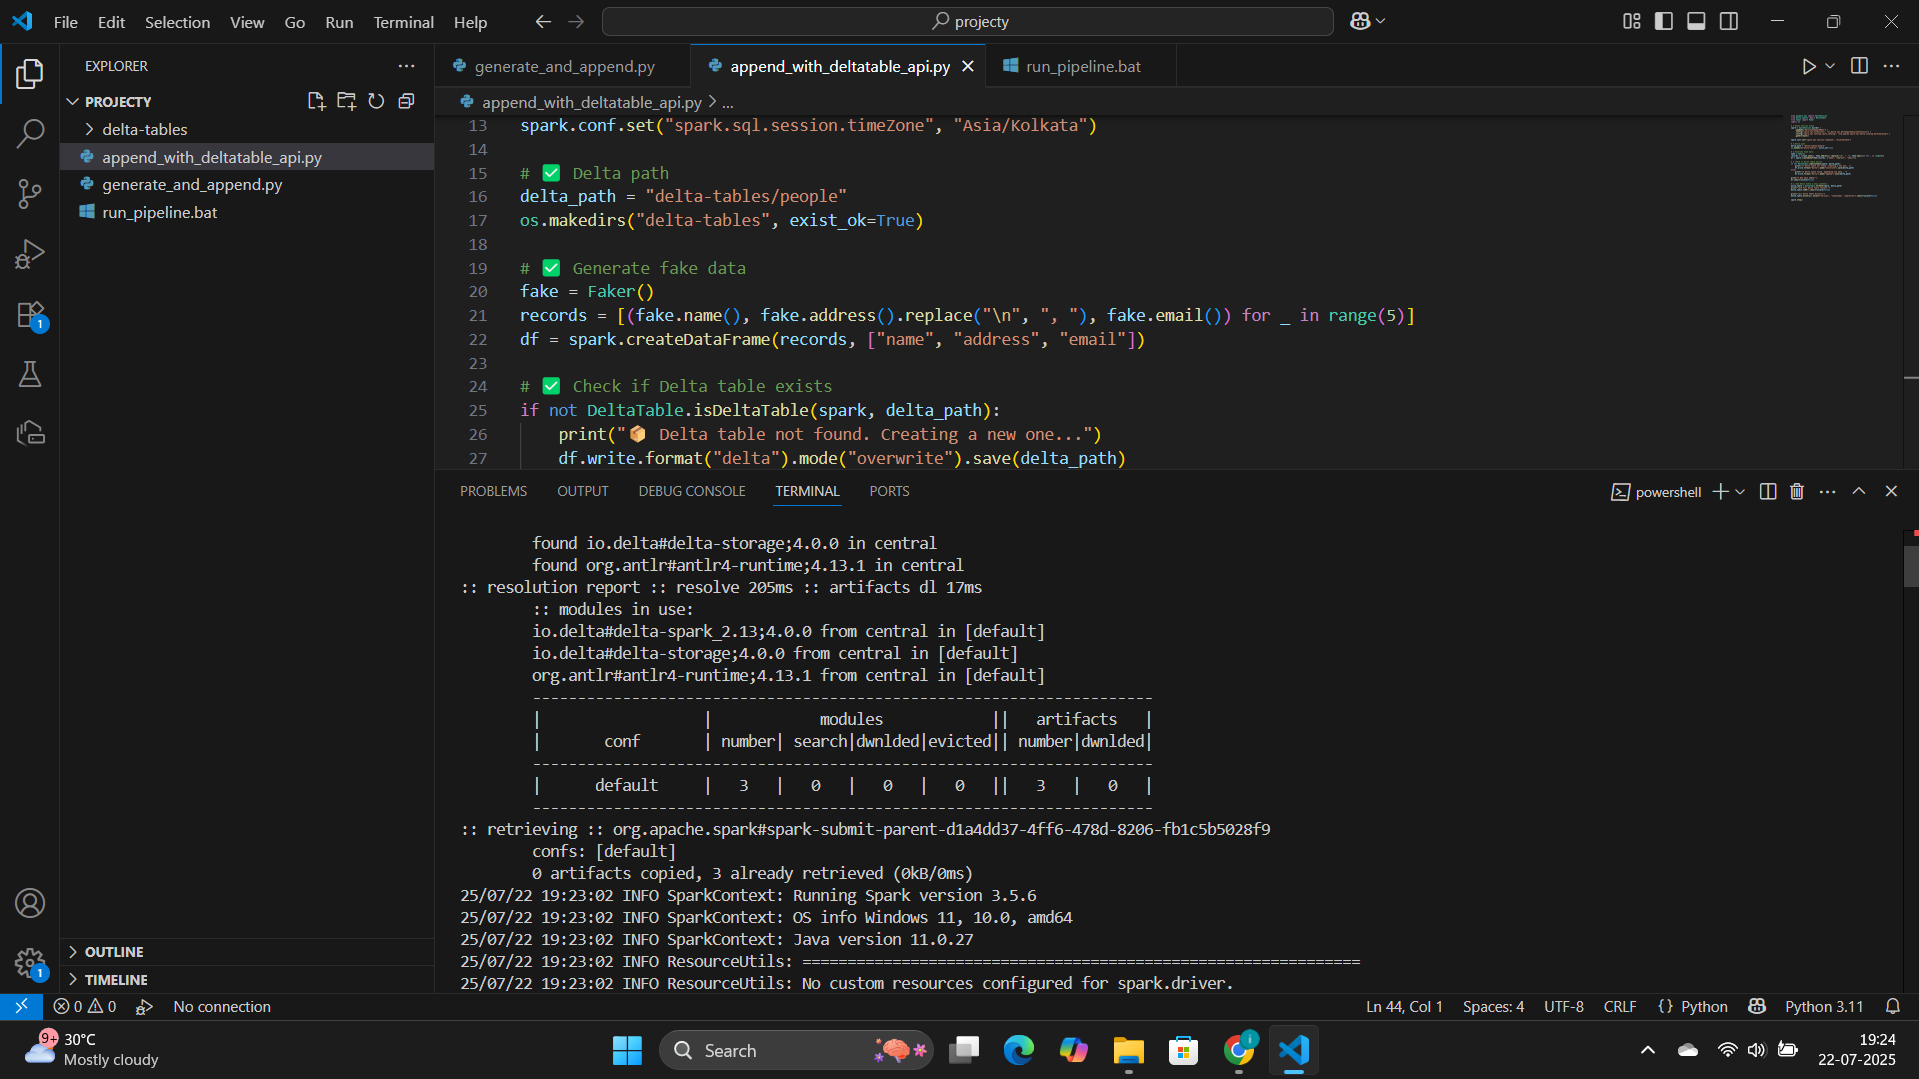 File Edit Selection View Go Run Terminal Help
projecty
EXPLORER
PROJECTY
delta-tables
append_with_deltatable_api.py
generate_and_append.py
run_pipeline.bat
OUTLINE
TIMELINE
generate_and_append.py
append_with_deltatable_api.py
run_pipeline.bat
append_with_deltatable_api.py > ...
13 spark.conf.set("spark.sql.session.timeZone", "Asia/Kolkata")
14
15 # ✅ Delta path
16 delta_path = "delta-tables/people"
17 os.makedirs("delta-tables", exist_ok=True)
18
19 # ✅ Generate fake data
20 fake = Faker()
21 records = [(fake.name(), fake.address().replace("\n", ", "), fake.email()) for _ in range(5)]
22 df = spark.createDataFrame(records, ["name", "address", "email"])
23
24 # ✅ Check if Delta table exists
25 if not DeltaTable.isDeltaTable(spark, delta_path):
26 print("📦 Delta table not found. Creating a new one...")
27 df.write.format("delta").mode("overwrite").save(delta_path)
PROBLEMS OUTPUT DEBUG CONSOLE TERMINAL PORTS
powershell
found io.delta#delta-storage;4.0.0 in central
found org.antlr#antlr4-runtime;4.13.1 in central
:: resolution report :: resolve 205ms :: artifacts dl 17ms
:: modules in use:
io.delta#delta-spark_2.13;4.0.0 from central in [default]
io.delta#delta-storage;4.0.0 from central in [default]
org.antlr#antlr4-runtime;4.13.1 from central in [default]
---------------------------------------------------------------------
|                  |            modules            ||   artifacts   |
|       conf       | number| search|dwnlded|evicted|| number|dwnlded|
---------------------------------------------------------------------
|      default     |   3   |   0   |   0   |   0   ||   3   |   0   |
---------------------------------------------------------------------
:: retrieving :: org.apache.spark#spark-submit-parent-d1a4dd37-4ff6-478d-8206-fb1c5b5028f9
confs: [default]
0 artifacts copied, 3 already retrieved (0kB/0ms)
25/07/22 19:23:02 INFO SparkContext: Running Spark version 3.5.6
25/07/22 19:23:02 INFO SparkContext: OS info Windows 11, 10.0, amd64
25/07/22 19:23:02 INFO SparkContext: Java version 11.0.27
25/07/22 19:23:02 INFO ResourceUtils: ==============================================================
25/07/22 19:23:02 INFO ResourceUtils: No custom resources configured for spark.driver.
1
1
0 0 No connection
Ln 44, Col 1 Spaces: 4 UTF-8 CRLF {} Python Python 3.11
9+
30°C
Mostly cloudy
Search
19:24
22-07-2025